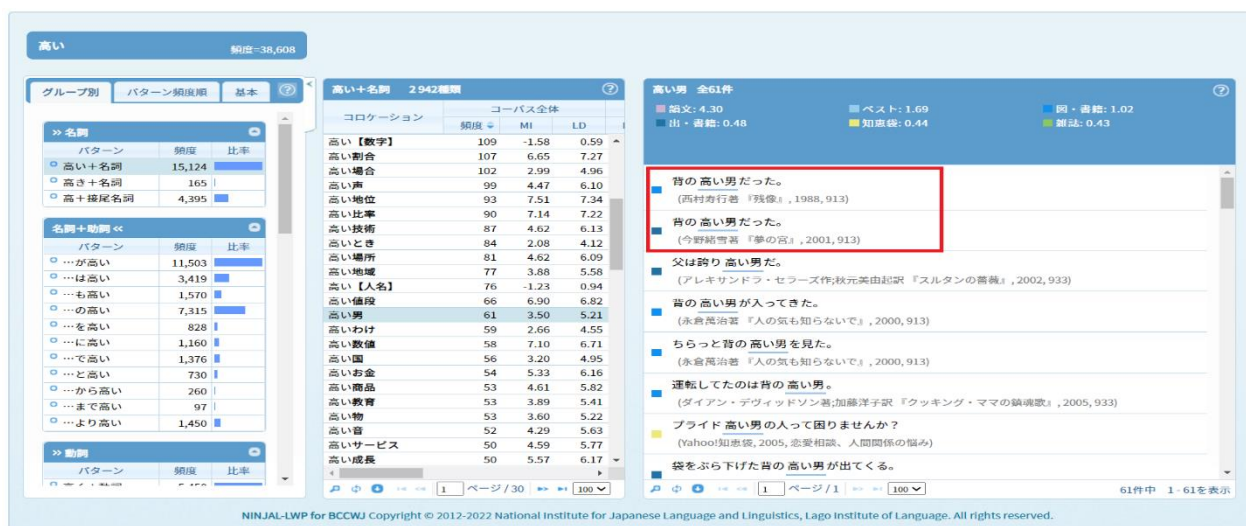 高い
頻度=38,608
グループ別 パターン頻度順 基本
» 名詞
パターン 頻度 比率
高い+名詞 15,124
高き+名詞 165
高+接尾名詞 4,395
名詞+助詞 «
パターン 頻度 比率
…が高い 11,503
…は高い 3,419
…も高い 1,570
…の高い 7,315
…を高い 828
…に高い 1,160
…で高い 1,376
…と高い 730
…から高い 260
…まで高い 97
…より高い 1,450
» 動詞
パターン 頻度 比率
高い+名詞 2942種類
コロケーション コーパス全体
頻度 MI LD
高い【数字】 109 -1.58 0.59
高い割合 107 6.65 7.27
高い場合 102 2.99 4.96
高い声 99 4.47 6.10
高い地位 93 7.51 7.34
高い比率 90 7.14 7.22
高い技術 87 4.62 6.13
高いとき 84 2.08 4.12
高い場所 81 4.62 6.09
高い地域 77 3.88 5.58
高い【人名】 76 -1.23 0.94
高い値段 66 6.90 6.82
高い男 61 3.50 5.21
高いわけ 59 2.66 4.55
高い数値 58 7.10 6.71
高い国 56 3.20 4.95
高いお金 54 5.33 6.16
高い商品 53 4.61 5.82
高い教育 53 3.89 5.41
高い物 53 3.60 5.22
高い音 52 4.29 5.63
高いサービス 50 4.59 5.77
高い成長 50 5.57 6.17
1 ページ / 30 100
高い男 全61件
論文: 4.30 ベスト: 1.69 図・書籍: 1.02
出・書籍: 0.48 知恵袋: 0.44 雑誌: 0.43
背の 高い男だった。
(西村寿行著 『残像』, 1988, 913)
背の 高い男だった。
(今野緒雪著 『夢の宮』, 2001, 913)
父は誇り 高い男だ。
(アレキサンドラ・セラーズ作;秋元美由起訳 『スルタンの薔薇』, 2002, 933)
背の 高い男が入ってきた。
(永倉萬治著 『人の気も知らないで』, 2000, 913)
ちらっと背の 高い男を見た。
(永倉萬治著 『人の気も知らないで』, 2000, 913)
運転してたのは背の 高い男。
(ダイアン・デヴィッドソン著;加藤洋子訳 『クッキング・ママの鎮魂歌』, 2005, 933)
プライド 高い男の人って困りませんか？
(Yahoo!知恵袋, 2005, 恋愛相談、人間関係の悩み)
袋をぶら下げた背の 高い男が出てくる。
1 ページ / 1 100
61件中 1 - 61を表示
NINJAL-LWP for BCCWJ Copyright © 2012-2022 National Institute for Japanese Language and Linguistics, Lago Institute of Language. All rights reserved.